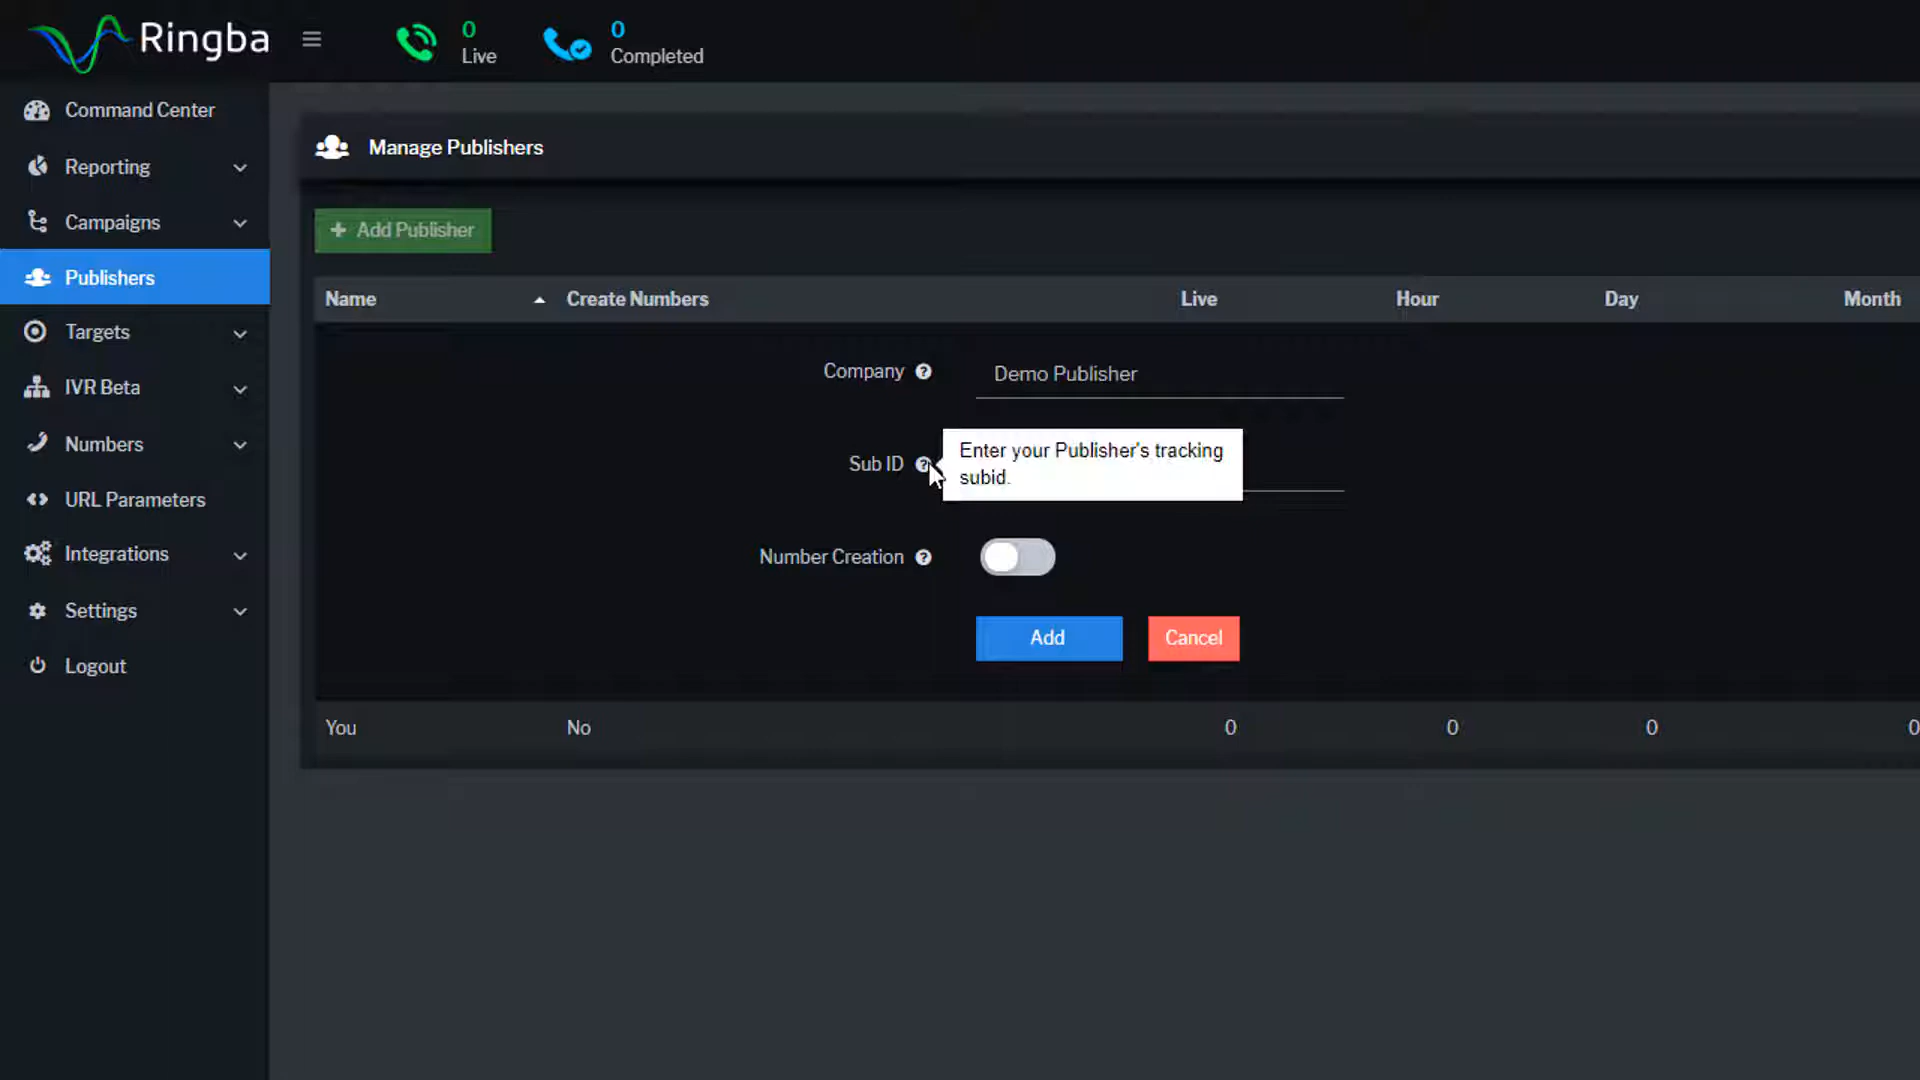 Ringba
0
Live
0
Completed
Command Center
Reporting
Campaigns
Publishers
Targets
IVR Beta
Numbers
URL Parameters
Integrations
Settings
Logout
Manage Publishers
+ Add Publisher
Name Create Numbers Live Hour Day Month
Company ? Demo Publisher
Sub ID ?
Enter your Publisher's tracking
subid.
Number Creation ?
Add Cancel
You No 0 0 0 0